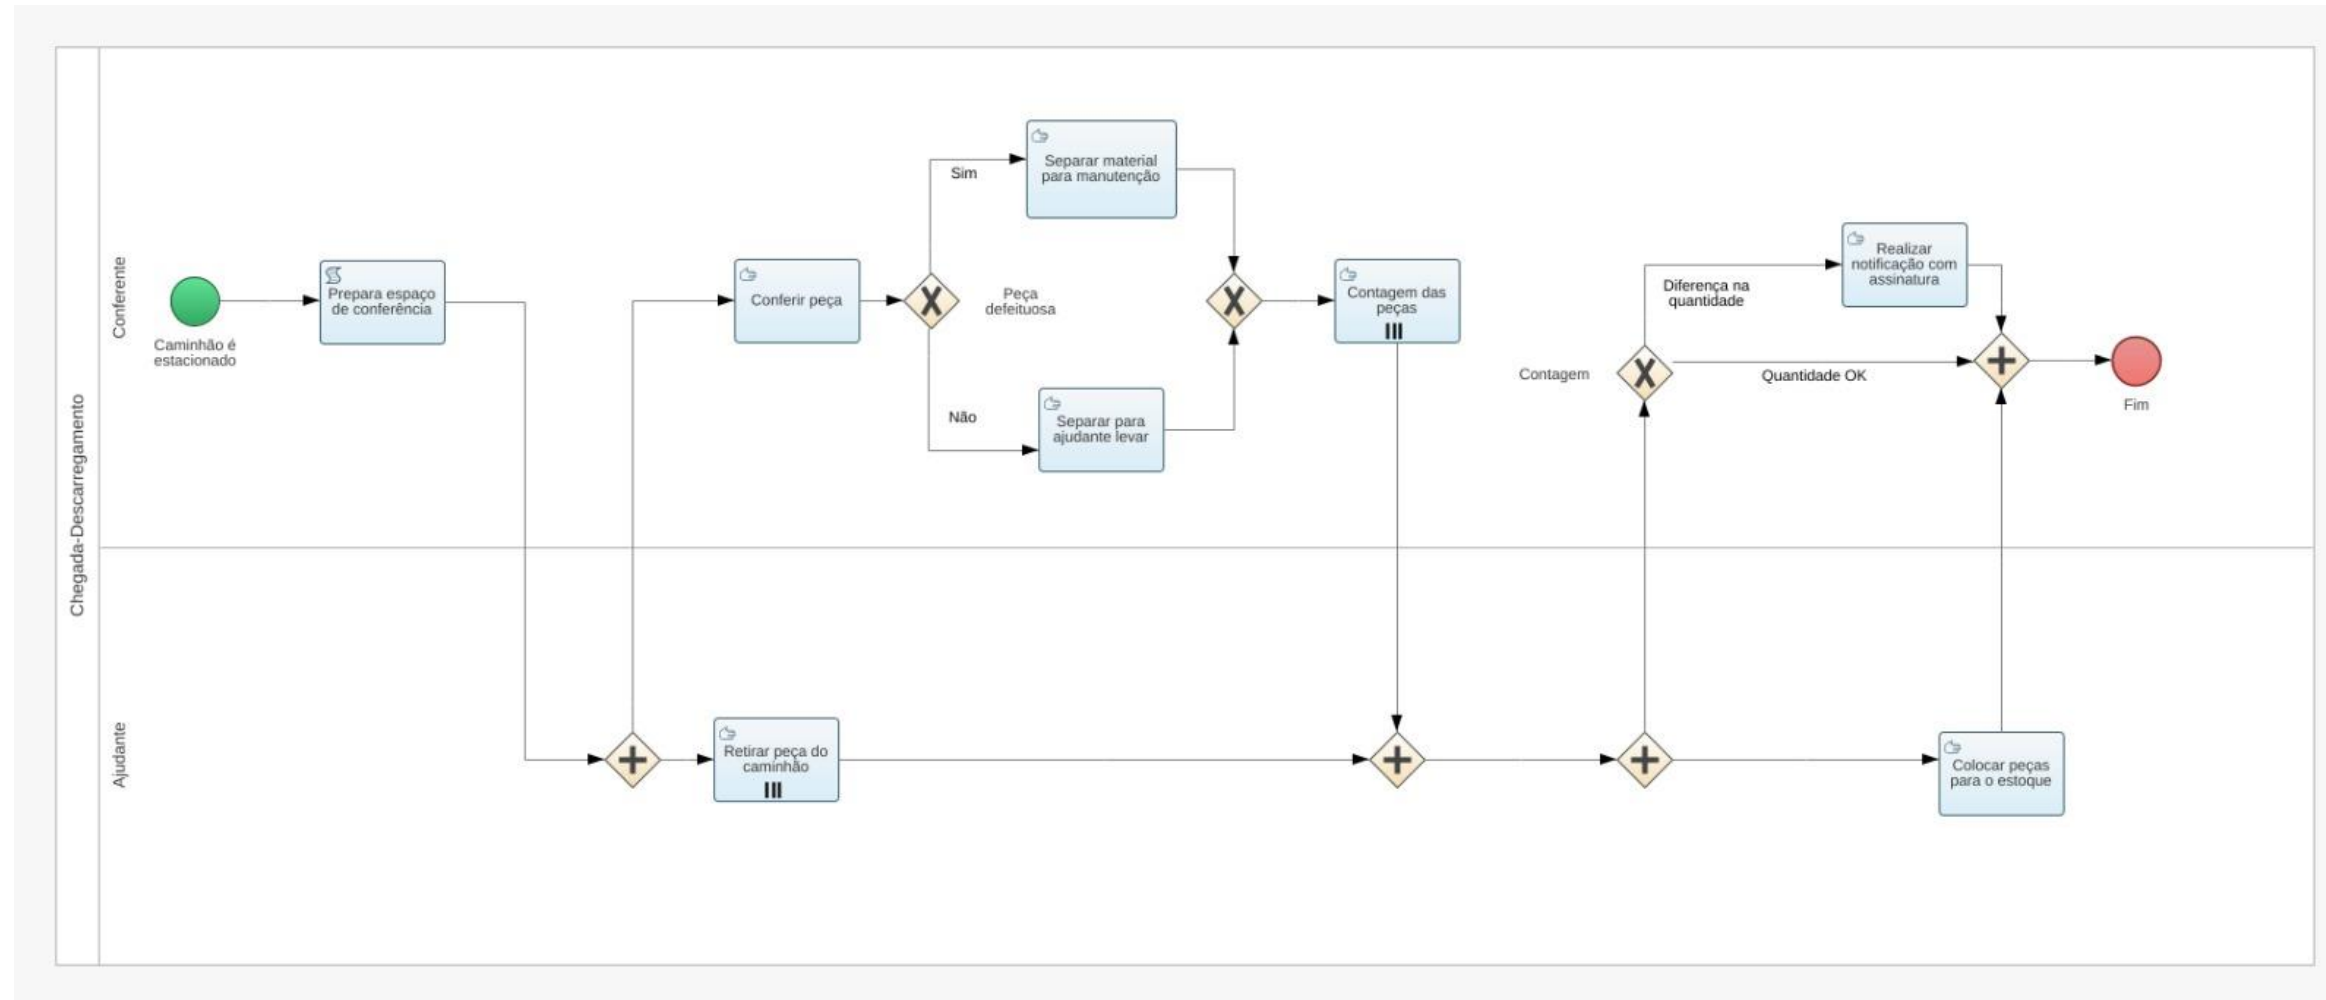 Chegada-Descarregamento
Conferente
Caminhão é
estacionado
Prepara espaço
de conferência
Conferir peça
Sim
Não
Peça
defeituosa
Separar material
para manutenção
Separar para
ajudante levar
Contagem das
peças
Contagem
Diferença na
quantidade
Quantidade OK
Realizar
notificação com
assinatura
Fim
Ajudante
Retirar peça do
caminhão
Colocar peças
para o estoque